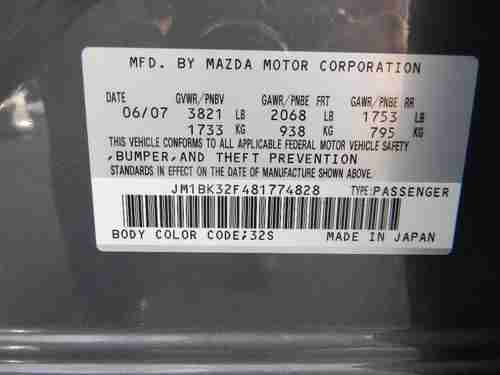 MFD. BY MAZDA MOTOR CORPORATION
DATE GVWR/PNBV GAWR/PNBE FRT GAWR/PNBE RR
06/07 3821 LB 2068 LB 1753 LB
1733 KG 938 KG 795 KG
THIS VEHICLE CONFORMS TO ALL APPLICABLE FEDERAL MOTOR VEHICLE SAFETY
,BUMPER,AND THEFT PREVENTION
STANDARDS IN EFFECT ON THE DATE OF MANUFACTURE SHOWN ABOVE.
JM1BK32F481774828 TYPE:PASSENGER
BODY COLOR CODE;32S MADE IN JAPAN